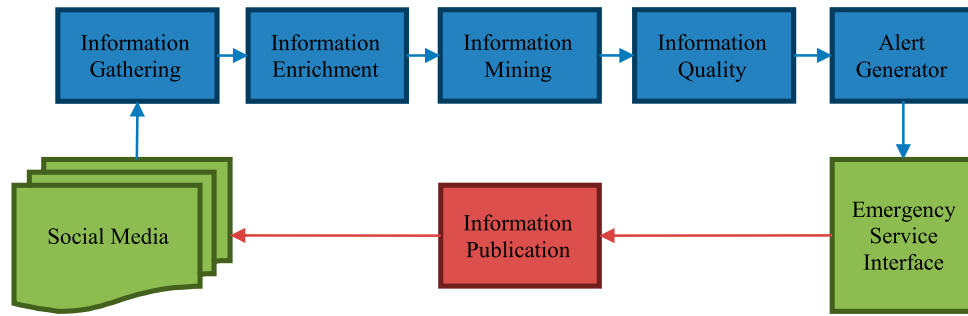 Information
Gathering
Information
Enrichment
Information
Mining
Information
Quality
Alert
Generator
Social Media
Information
Publication
Emergency
Service
Interface